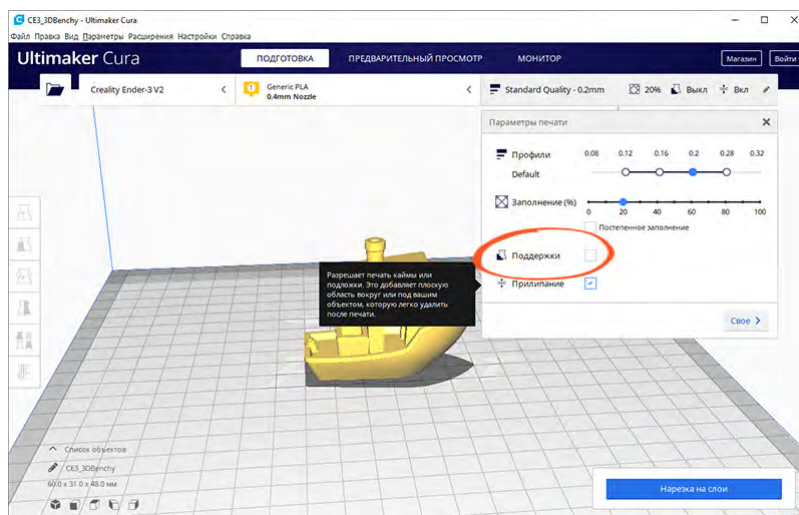 CE3_3DBenchy - Ultimaker Cura
Файл Правка Вид Параметры Расширения Настройки Справка
Ultimaker Cura
ПОДГОТОВКА
ПРЕДВАРИТЕЛЬНЫЙ ПРОСМОТР
МОНИТОР
Магазин
Войти
Creality Ender-3 V2
1
Generic PLA
0.4mm Nozzle
Standard Quality - 0.2mm
20%
Выкл
Вкл
Параметры печати
Профили
0.08 0.12 0.16 0.2 0.28 0.32
Default
Заполнение (%)
0 20 40 60 80 100
Постепенное заполнение
Поддержки
Разрешает печать каймы или
подложки. Это добавляет плоскую
область вокруг или под вашим
объектом, которую легко удалить
после печати.
Прилипание
Свое
Список объектов
CE3_3DBenchy
60.0 x 31.0 x 48.0 мм
Нарезка на слои